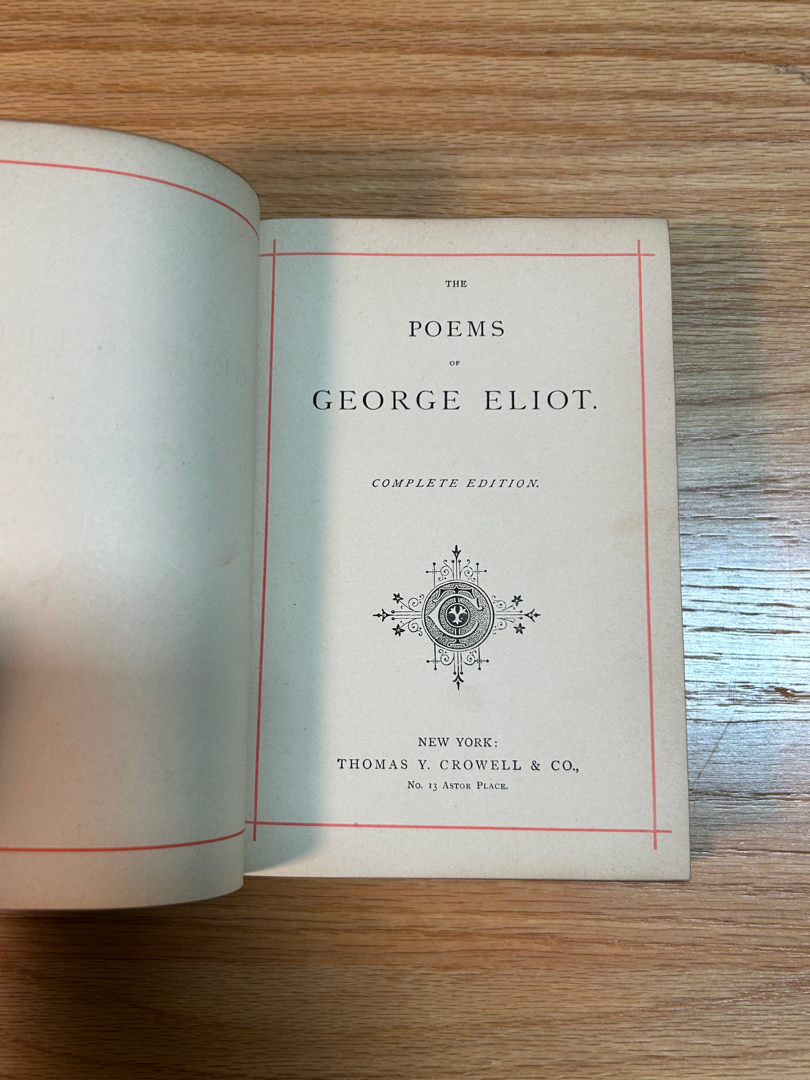 THE
POEMS
OF
GEORGE ELIOT.
COMPLETE EDITION.
NEW YORK:
THOMAS Y. CROWELL & CO.,
No. 13 Astor Place.